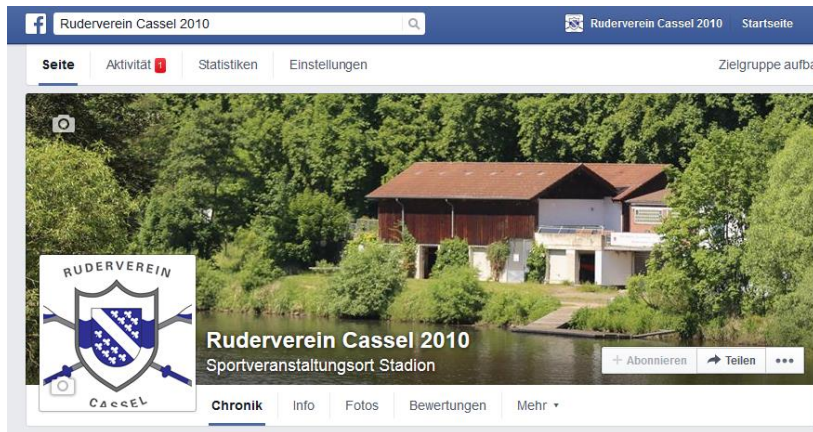 Ruderverein Cassel 2010
Ruderverein Cassel 2010 Startseite
Seite Aktivität 1 Statistiken Einstellungen Zielgruppe aufba
RUDERVEREIN
CASSEL
Ruderverein Cassel 2010
Sportveranstaltungsort Stadion
+ Abonnieren Teilen
Chronik Info Fotos Bewertungen Mehr